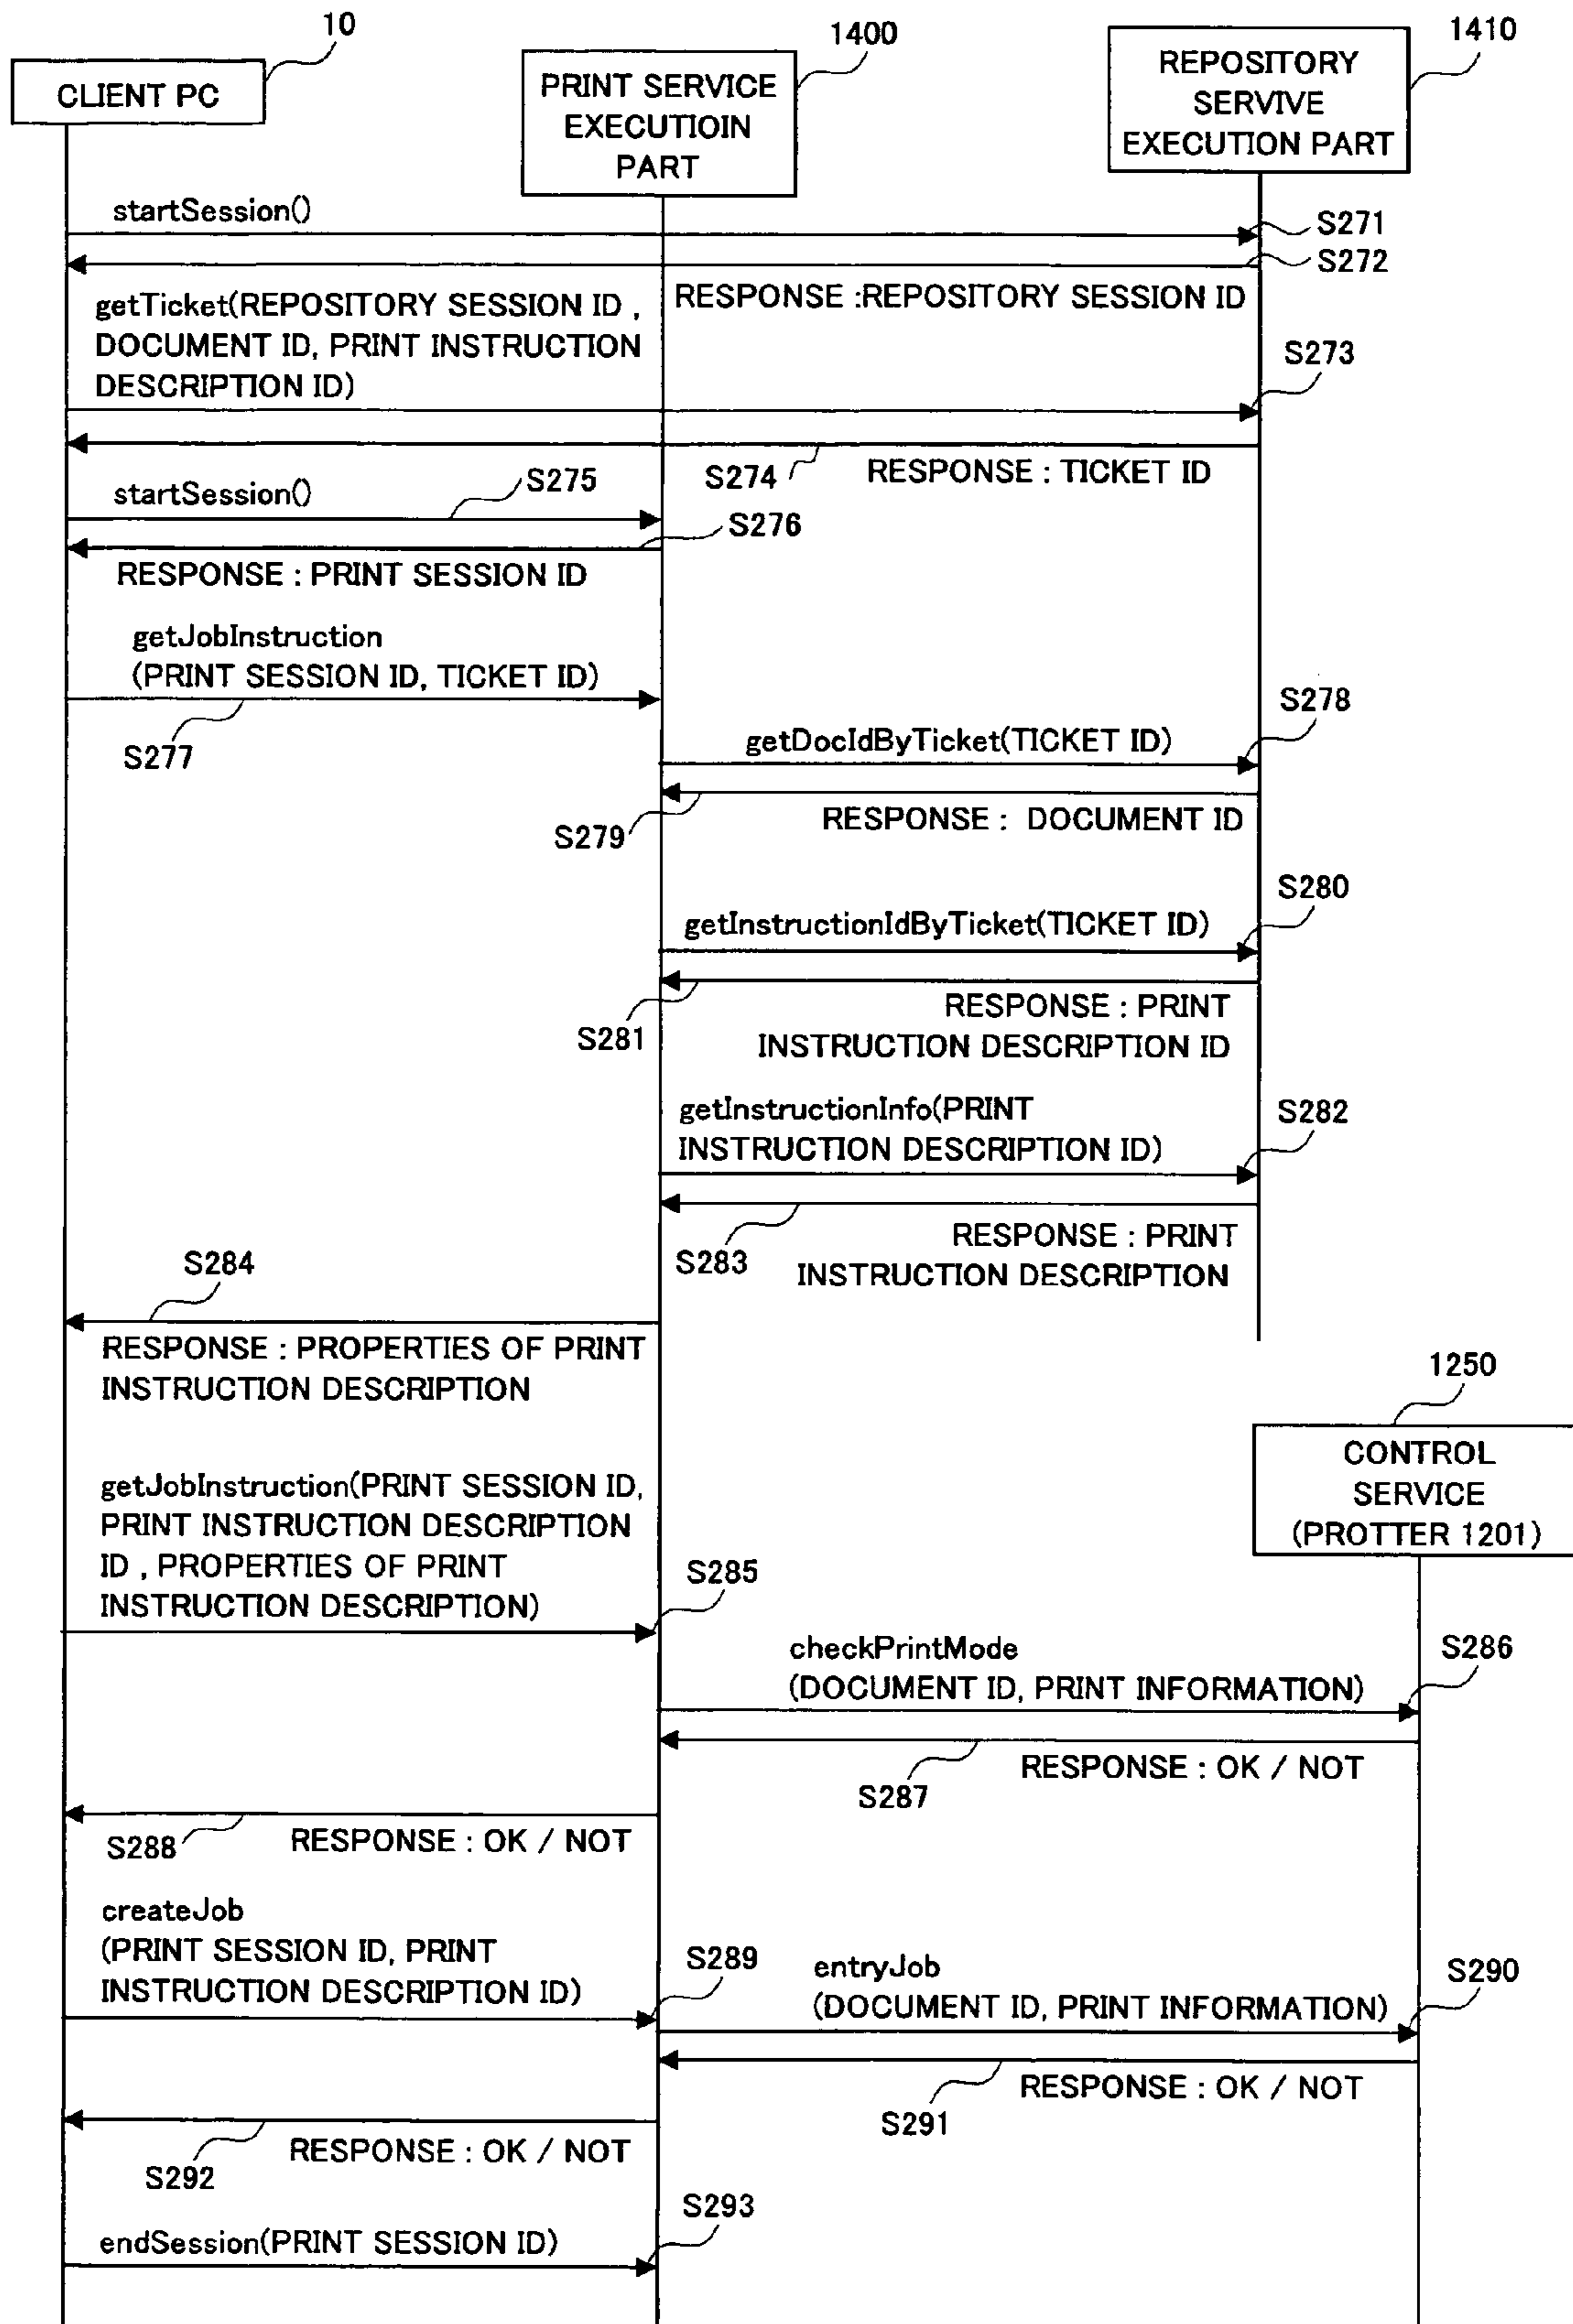 10
1400
1410
CLIENT PC
PRINT SERVICE
EXECUTIOIN
PART
REPOSITORY
SERVIVE
EXECUTION PART
startSession()
S271
S272
RESPONSE :REPOSITORY SESSION ID
getTicket(REPOSITORY SESSION ID ,
DOCUMENT ID, PRINT INSTRUCTION
DESCRIPTION ID)
S273
S274
RESPONSE : TICKET ID
startSession()
S275
S276
RESPONSE : PRINT SESSION ID
getJobInstruction
(PRINT SESSION ID, TICKET ID)
S277
S278
getDocIdByTicket(TICKET ID)
S279
RESPONSE : DOCUMENT ID
S280
getInstructionIdByTicket(TICKET ID)
S281
RESPONSE : PRINT
INSTRUCTION DESCRIPTION ID
getInstructionInfo(PRINT
INSTRUCTION DESCRIPTION ID)
S282
S283
RESPONSE : PRINT
INSTRUCTION DESCRIPTION
S284
RESPONSE : PROPERTIES OF PRINT
INSTRUCTION DESCRIPTION
1250
CONTROL
SERVICE
(PROTTER 1201)
getJobInstruction(PRINT SESSION ID,
PRINT INSTRUCTION DESCRIPTION
ID , PROPERTIES OF PRINT
INSTRUCTION DESCRIPTION)
S285
checkPrintMode
(DOCUMENT ID, PRINT INFORMATION)
S286
S287
RESPONSE : OK / NOT
S288
RESPONSE : OK / NOT
createJob
(PRINT SESSION ID, PRINT
INSTRUCTION DESCRIPTION ID)
S289
entryJob
(DOCUMENT ID, PRINT INFORMATION)
S290
S291
RESPONSE : OK / NOT
S292
RESPONSE : OK / NOT
endSession(PRINT SESSION ID)
S293